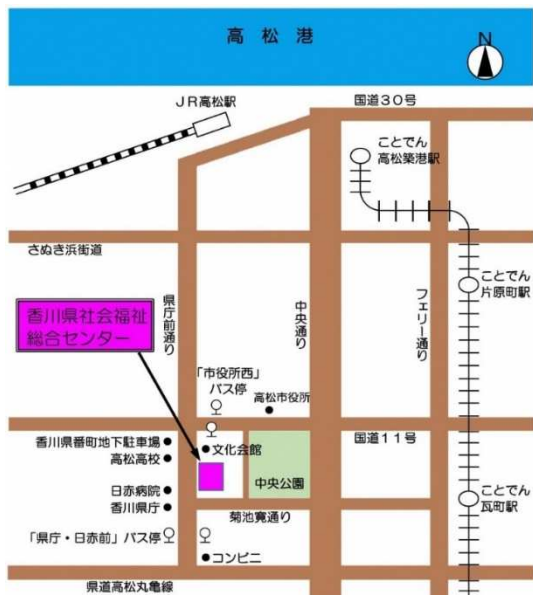 高松港
N
JR高松駅
国道30号
ことでん
高松築港駅
さぬき浜街道
県庁前通り
中央通り
フェリー通り
ことでん
片原町駅
香川県社会福祉
総合センター
「市役所西」
バス停
高松市役所
香川県番町地下駐車場
文化会館
国道11号
高松高校
中央公園
日赤病院
香川県庁
菊池寛通り
ことでん
瓦町駅
「県庁・日赤前」バス停
コンビニ
県道高松丸亀線